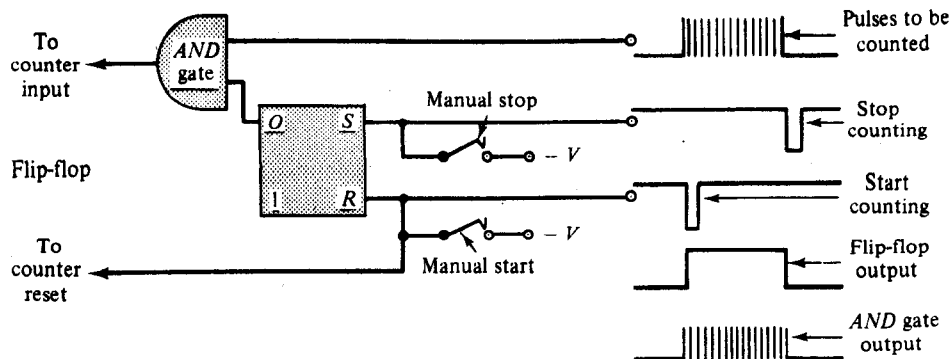 To
counter
input
AND
gate
Pulses to be
counted
Manual stop
O
S
– V
Stop
counting
Flip-flop
1
R
Start
counting
– V
Manual start
To
counter
reset
Flip-flop
output
AND gate
output